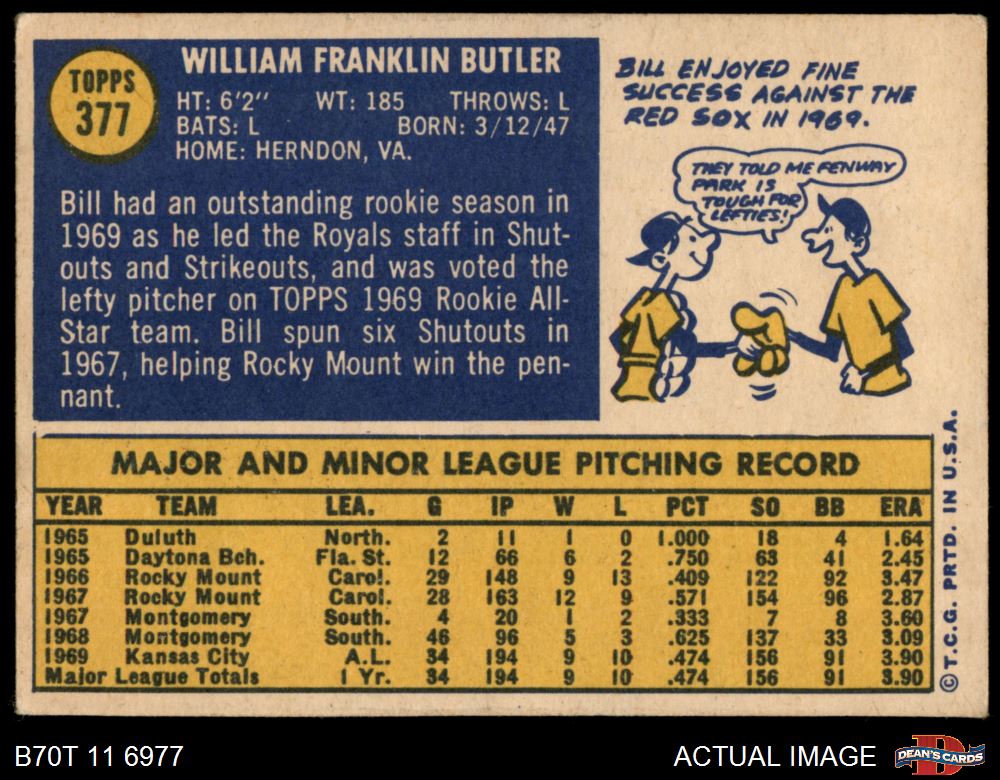 TOPPS
377
WILLIAM FRANKLIN BUTLER
HT: 6'2" WT: 185 THROWS: L
BATS: L BORN: 3/12/47
HOME: HERNDON, VA.
Bill had an outstanding rookie season in
1969 as he led the Royals staff in Shut-
outs and Strikeouts, and was voted the
lefty pitcher on TOPPS 1969 Rookie All-
Star team. Bill spun six Shutouts in
1967, helping Rocky Mount win the pen-
nant.
BILL ENJOYED FINE
SUCCESS AGAINST THE
RED SOX IN 1969.
THEY TOLD ME FENWAY
PARK IS
TOUGH FOR
LEFTIES!
MAJOR AND MINOR LEAGUE PITCHING RECORD
YEAR TEAM LEA. G IP W L PCT SO BB ERA
1965 Duluth North. 2 11 1 0 1.000 18 4 1.64
1965 Daytona Bch. Fla. St. 12 66 6 2 .750 63 41 2.45
1966 Rocky Mount Carol. 29 148 9 13 .409 122 92 3.47
1967 Rocky Mount Carol. 28 163 12 9 .571 154 96 2.87
1967 Montgomery South. 4 20 1 2 .333 7 8 3.60
1968 Montgomery South. 46 96 5 3 .625 137 33 3.09
1969 Kansas City A.L. 34 194 9 10 .474 156 91 3.90
Major League Totals 1 Yr. 34 194 9 10 .474 156 91 3.90
© T.C.G. PRTD. IN U.S.A.
B70T 11 6977
ACTUAL IMAGE
DEAN'S CARDS